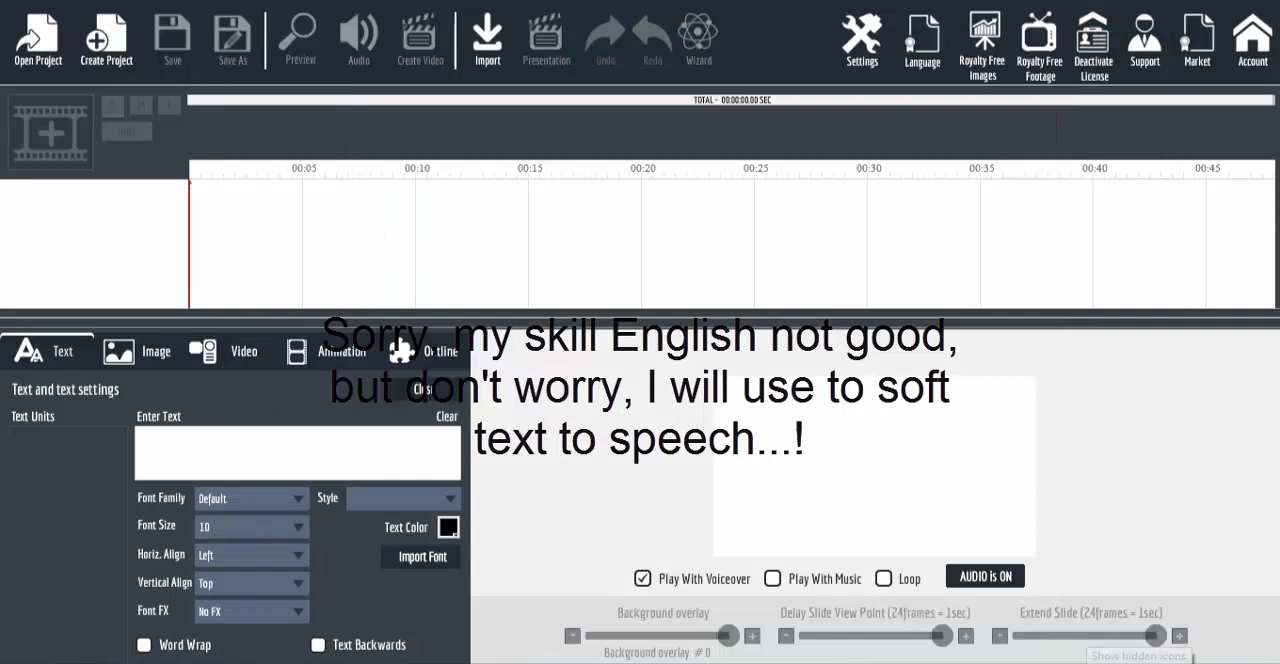 Open Project
Create Project
Save
Save As
Preview
Audio
Create Video
Import
Presentation
Undo
Redo
Wizard
Settings
Language
Royalty Free Images
Royalty Free Footage
Deactivate License
Support
Market
Account
TOTAL - 00:00:00.00 SEC
00:05 00:10 00:15 00:20 00:25 00:30 00:35 00:40 00:45
Sorry, my skill English not good,
but don't worry, I will use to soft
text to speech...!
Text Image Video Animation Outline
Text and text settings
Text Units Enter Text Clear
Font Family Default Style
Font Size 10 Text Color
Horiz. Align Left Import Font
Vertical Align Top
Font FX No FX
Word Wrap Text Backwards
Play With Voiceover Play With Music Loop AUDIO is ON
Background overlay Delay Slide View Point (24frames = 1sec) Extend Slide (24frames = 1sec)
Background overlay # 0
Show hidden icons